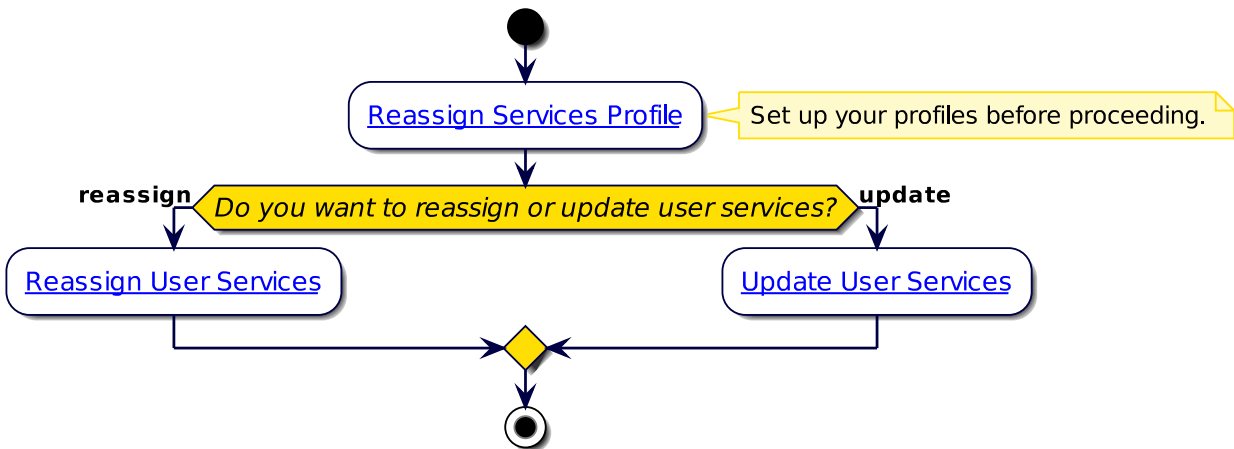 Reassign Services Profile
Set up your profiles before proceeding.
reassign
Do you want to reassign or update user services?
update
Reassign User Services
Update User Services